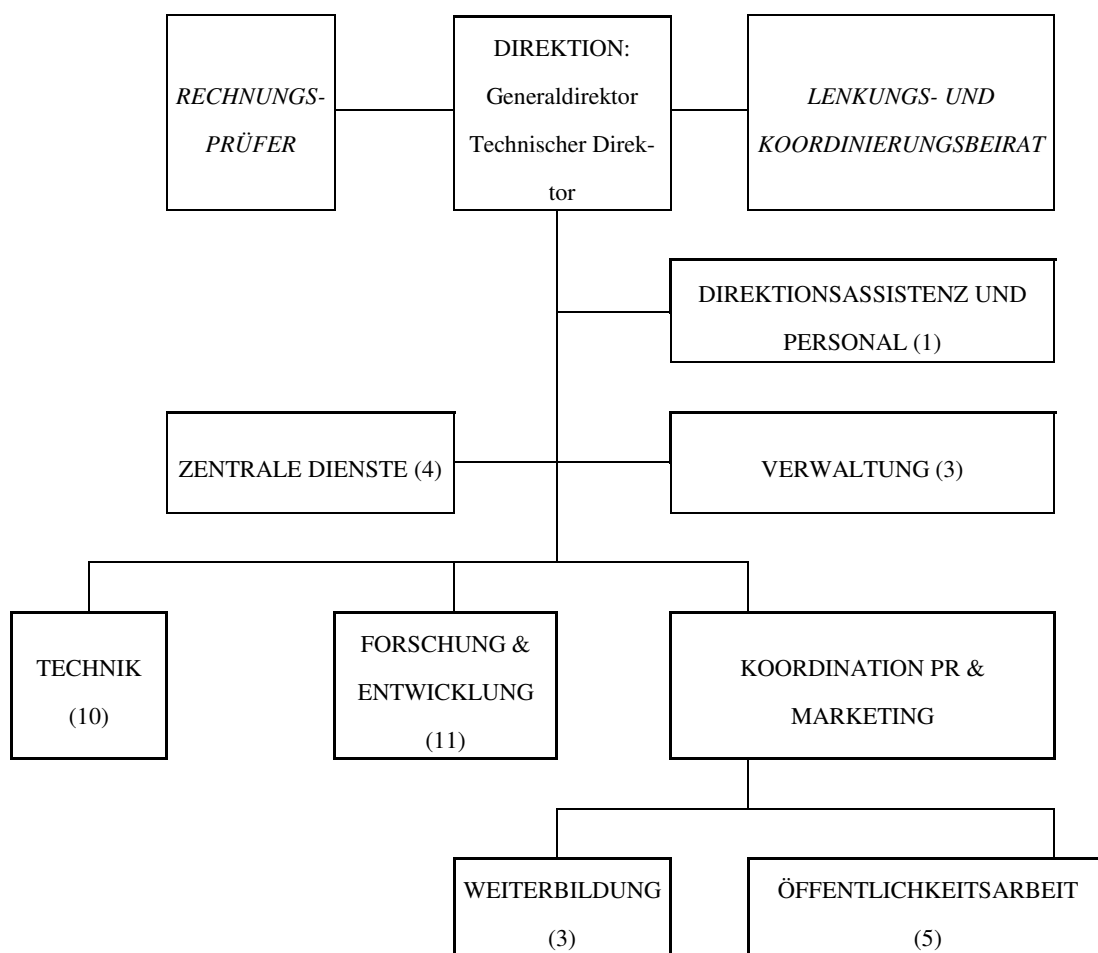 RECHNUNGS-
PRÜFER
DIREKTION:
Generaldirektor
Technischer Direk-
tor
LENKUNGS- UND
KOORDINIERUNGSBEIRAT
DIREKTIONSASSISTENZ UND
PERSONAL (1)
ZENTRALE DIENSTE (4)
VERWALTUNG (3)
TECHNIK
(10)
FORSCHUNG &
ENTWICKLUNG
(11)
KOORDINATION PR &
MARKETING
WEITERBILDUNG
(3)
ÖFFENTLICHKEITSARBEIT
(5)